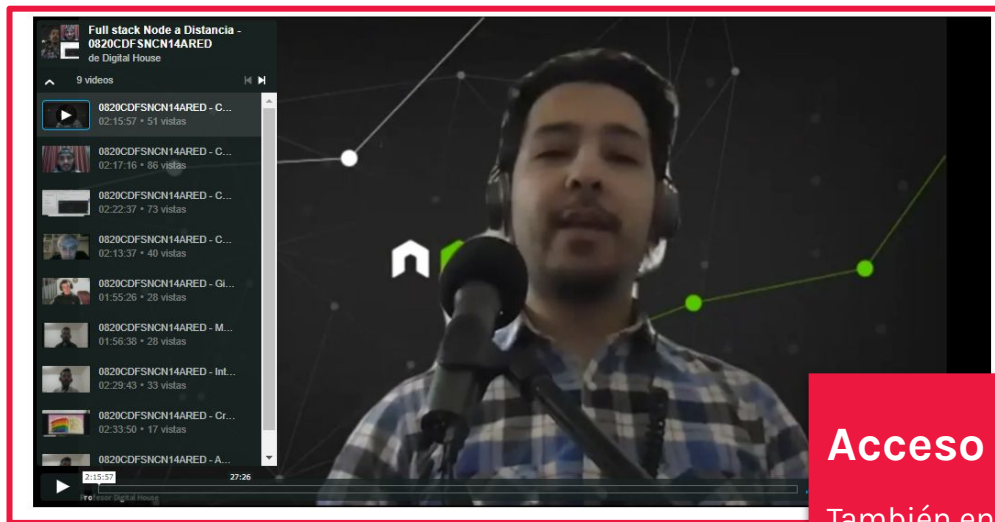 Full stack Node a Distancia -
0820CDFSNCN14ARED
de Digital House
9 videos
0820CDFSNCN14ARED - C...
02:15:57 • 51 vistas
0820CDFSNCN14ARED - C...
02:17:16 • 86 vistas
0820CDFSNCN14ARED - C...
02:22:37 • 73 vistas
0820CDFSNCN14ARED - C...
02:13:37 • 40 vistas
0820CDFSNCN14ARED - Gi...
01:55:26 • 28 vistas
0820CDFSNCN14ARED - M...
01:56:38 • 28 vistas
0820CDFSNCN14ARED - Int...
02:29:43 • 33 vistas
0820CDFSNCN14ARED - Cr...
02:33:50 • 17 vistas
0820CDFSNCN14ARED - A...
2:15:57
27:26
Profesor Digital House
Acceso
También en